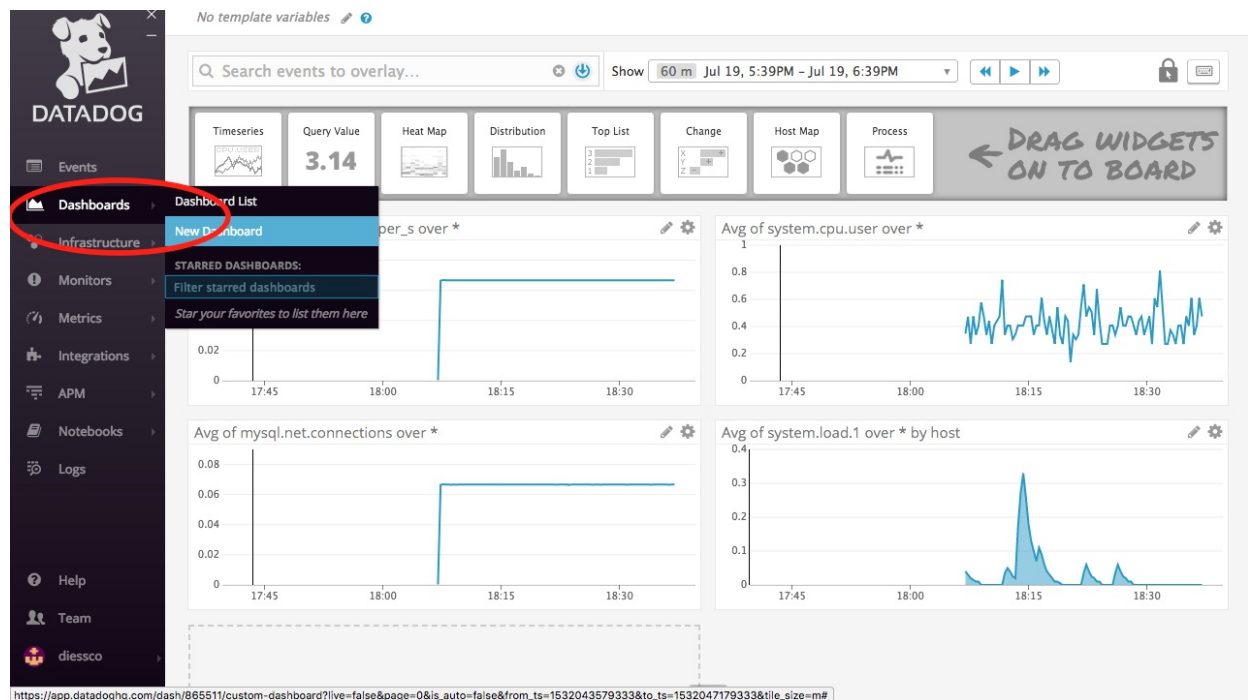 No template variables
Search events to overlay...
Show 60 m Jul 19, 5:39PM - Jul 19, 6:39PM
DATADOG
Events
Dashboards
Infrastructure
Monitors
Metrics
Integrations
APM
Notebooks
Logs
Help
Team
diessco
Dashboard List
New Dashboard
STARRED DASHBOARDS:
Filter starred dashboards
Star your favorites to list them here
Timeseries
CPU.USER
Query Value
3.14
Heat Map
Distribution
Top List
3
2
1
Change
X
Y
Z
Host Map
Process
DRAG WIDGETS
ON TO BOARD
per_s over *
0.02
0
17:45 18:00 18:15 18:30
Avg of system.cpu.user over *
1
0.8
0.6
0.4
0.2
0
17:45 18:00 18:15 18:30
Avg of mysql.net.connections over *
0.08
0.06
0.04
0.02
0
17:45 18:00 18:15 18:30
Avg of system.load.1 over * by host
0.4
0.3
0.2
0.1
0
17:45 18:00 18:15 18:30
https://app.datadoghq.com/dash/865511/custom-dashboard?live=false&page=0&is_auto=false&from_ts=1532043579333&to_ts=1532047179333&tile_size=m#